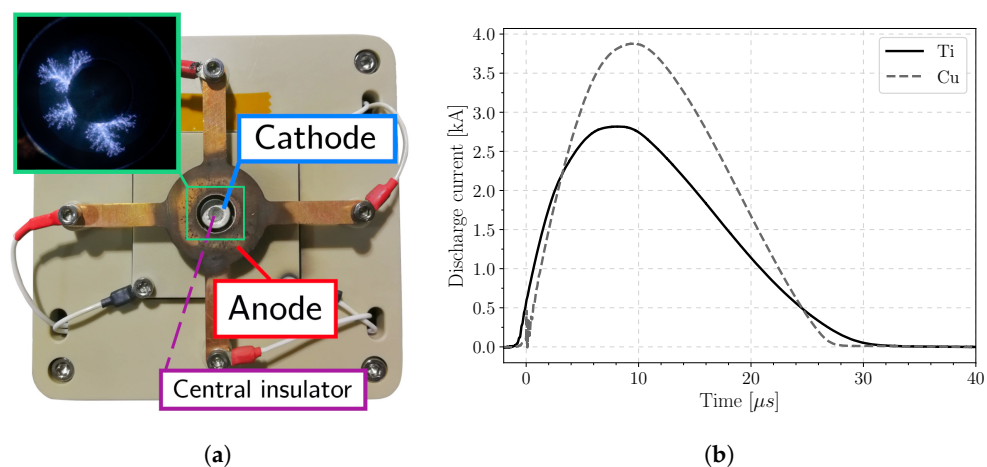 Cathode
Anode
Central insulator
(a)
Discharge current [kA]
4.0
3.5
3.0
2.5
2.0
1.5
1.0
0.5
0.0
Ti
Cu
0
10
20
30
40
Time [μs]
(b)